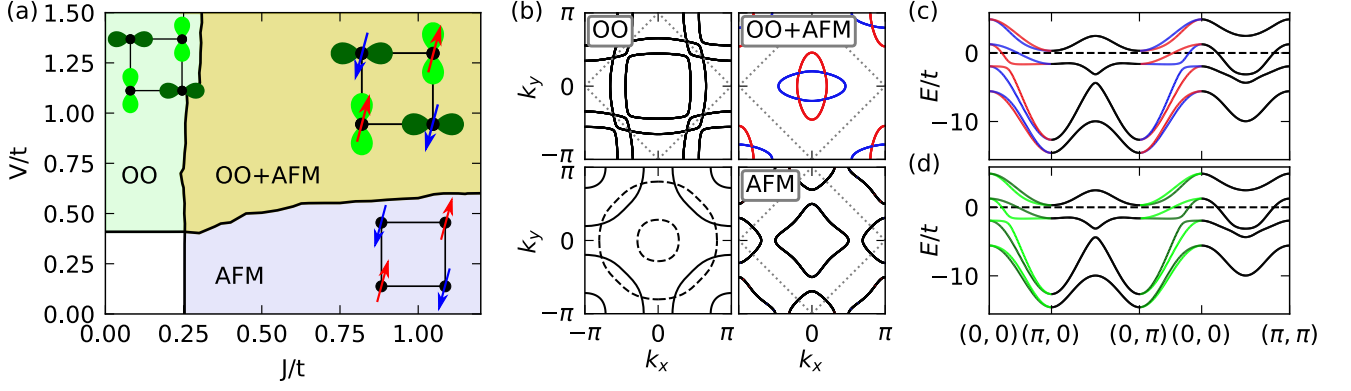 (a)
1.50
1.25
1.00
0.75
0.50
0.25
0.00
V/t
OO
OO+AFM
AFM
0.00 0.25 0.50 0.75 1.00
J/t
(b)
π
0
−π
k_y
OO
OO+AFM
π
0
−π
k_y
AFM
−π 0 π
−π 0 π
k_x
k_x
(c)
0
−10
E/t
(d)
0
−10
E/t
(0, 0) (π, 0) (0, π) (0, 0) (π, π)